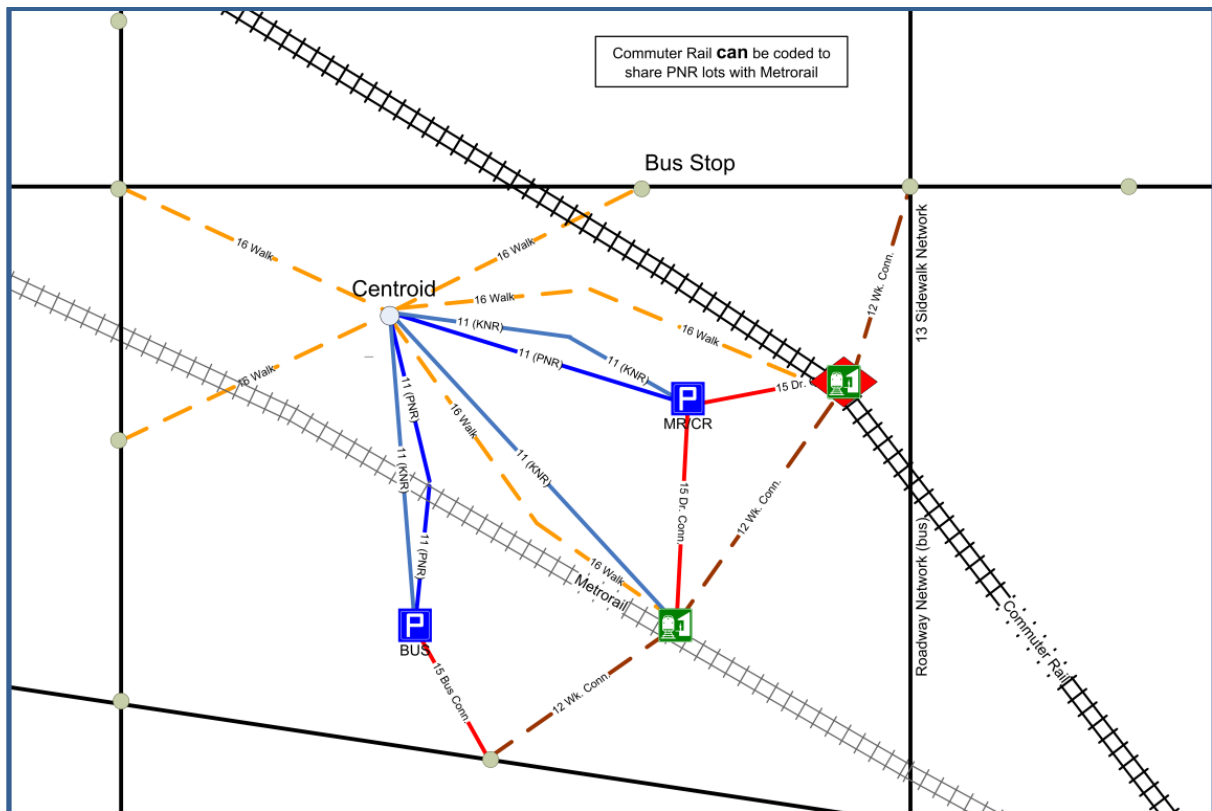 Commuter Rail can be coded to
share PNR lots with Metrorail
Bus Stop
16 Walk
16 Walk
Centroid
16 Walk
16 Walk
16 Walk
12 Wk. Conn.
13 Sidewalk Network
11 (KNR)
11 (KNR)
11 (PNR)
P
MR/CR
15 Dr.
11 (PNR)
11 (KNR)
16 Walk
11 (KNR)
15 Dr. Conn.
12 Wk. Conn.
11 (PNR)
16 Walk
Metrorail
Roadway Network (bus)
Commuter Rail
P
BUS
15 Bus Conn.
12 Wk. Conn.